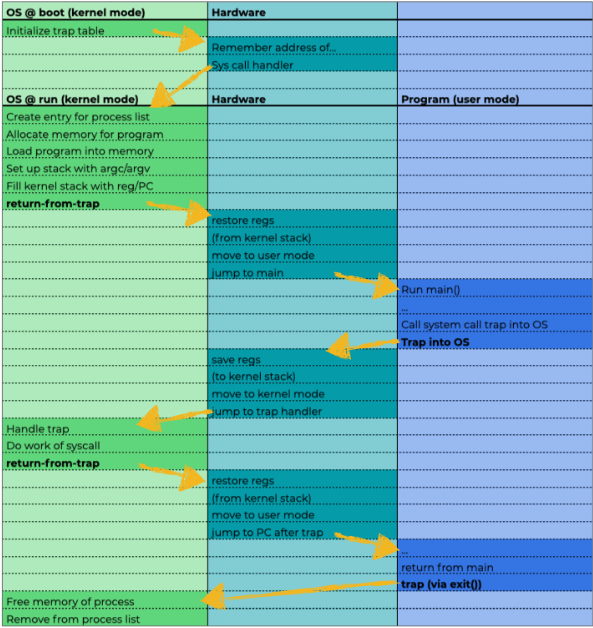 OS @ boot (kernel mode) Hardware
Initialize trap table
Remember address of...
Sys call handler
OS @ run (kernel mode) Hardware Program (user mode)
Create entry for process list
Allocate memory for program
Load program into memory
Set up stack with argc/argv
Fill kernel stack with reg/PC
return-from-trap
restore regs
(from kernel stack)
move to user mode
jump to main
Run main()
...
Call system call trap into OS
Trap into OS
save regs
(to kernel stack)
move to kernel mode
jump to trap handler
Handle trap
Do work of syscall
return-from-trap
restore regs
(from kernel stack)
move to user mode
jump to PC after trap
...
return from main
trap (via exit())
Free memory of process
Remove from process list